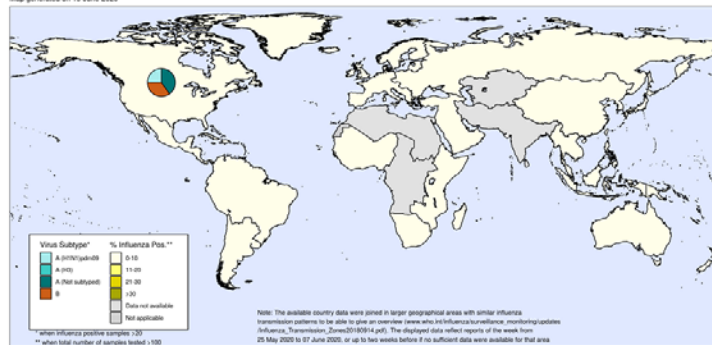 Map generated on
Virus Subtype* % Influenza Pos.**
A (H1N1)pdm09 0-10
A (H3) 11-20
A (Not subtyped) 21-30
B >30
Data not available
Not applicable
* when influenza positive samples >20
** when total number of samples tested >100
Note: The available country data were joined in larger geographical areas with similar influenza
transmission patterns to be able to give an overview (www.who.int/influenza/surveillance_monitoring/updates
/Influenza_Transmission_Zones20180914.pdf). The displayed data reflect reports of the week from
25 May 2020 to 07 June 2020, or up to two weeks before if no sufficient data were available for that area